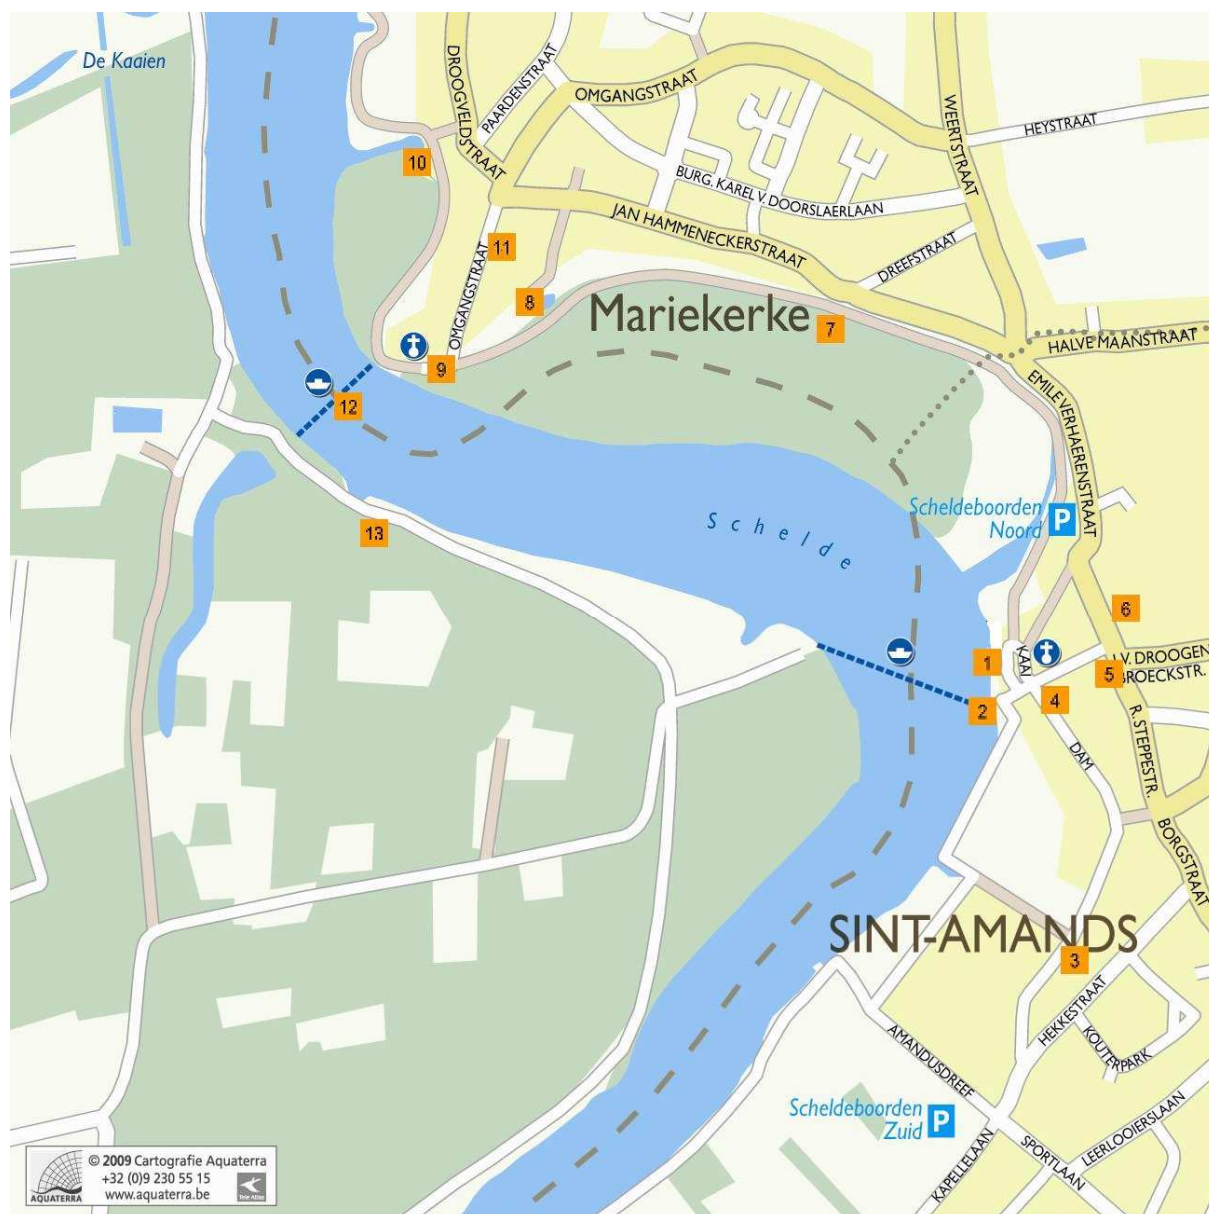 De Kaaien
DROOGVELDSTRAAT
PAARDENSTRAAT
OMGANGSTRAAT
WEERTSTRAAT
HEYSTRAAT
10
BURG. KAREL V. DOORSLAERLAAN
JAN HAMMENECKERSTRAAT
11
DREEFSTRAAT
OMGANGSTRAAT
8
Mariekerke
7
HALVE MAANSTRAAT
9
12
EMILE VERHAERENSTRAAT
Scheldeboorden
Noord
P
Schelde
13
6
1
KAAI
J.V. DROOGEN
BROECKSTR.
5
4
2
R. STEPPESTR.
DAM
BORGSTRAAT
SINT-AMANDS
3
HEKKESTRAAT
KOUTERPARK
AMANDUSDREEF
Scheldeboorden
Zuid
P
LEERLOOIERSLAAN
SPORTLAAN
KAPELLELAAN
© 2009 Cartografie Aquaterra
+32 (0)9 230 55 15
www.aquaterra.be
AQUATERRA
Tele Atlas